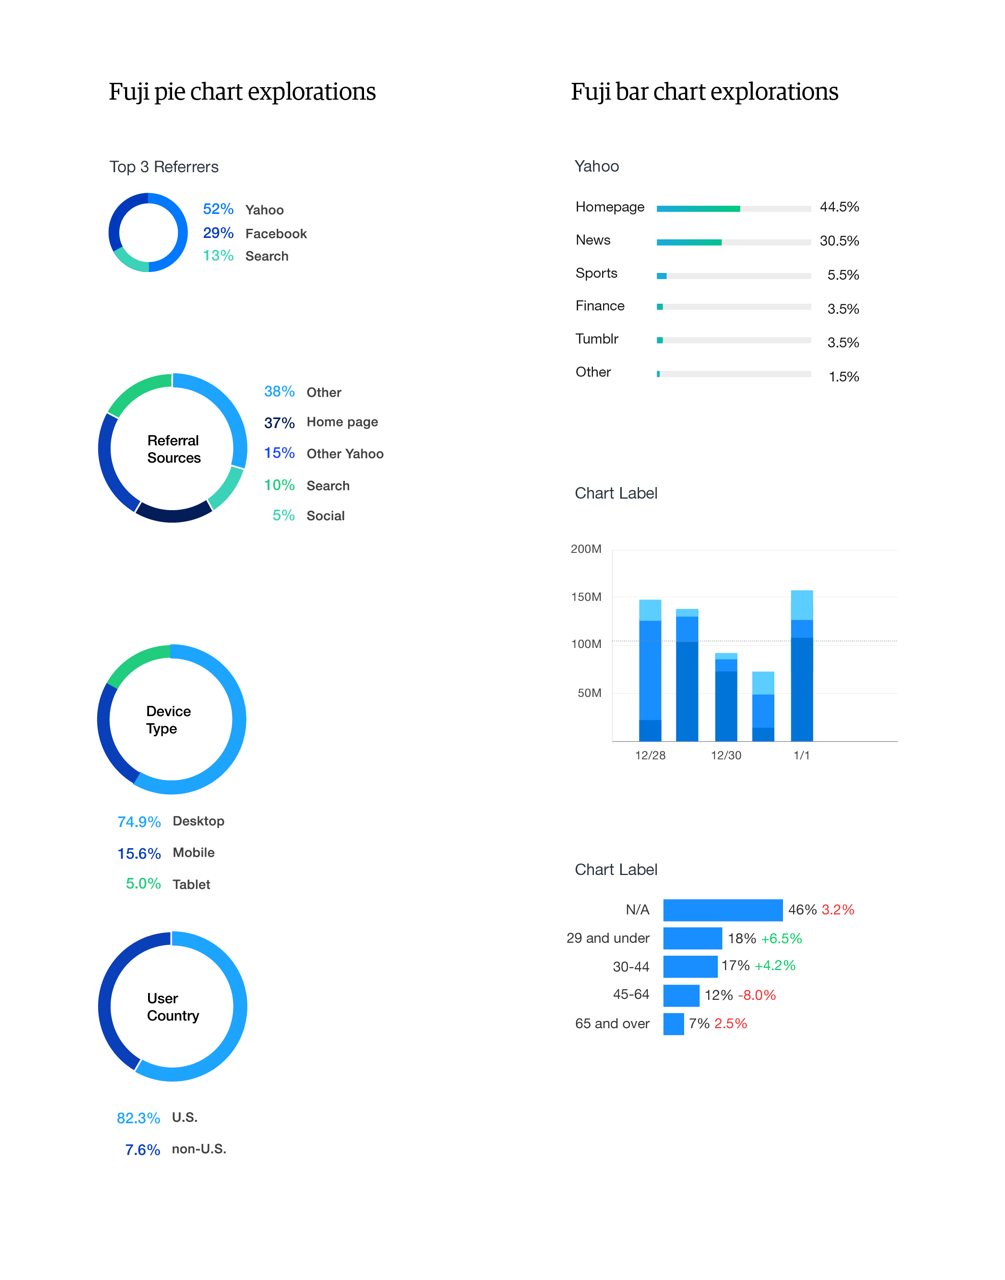 Fuji pie chart explorations
Top 3 Referrers
52% Yahoo
29% Facebook
13% Search
Referral
Sources
38% Other
37% Home page
15% Other Yahoo
10% Search
5% Social
Device
Type
74.9% Desktop
15.6% Mobile
5.0% Tablet
User
Country
82.3% U.S.
7.6% non-U.S.
Fuji bar chart explorations
Yahoo
Homepage 44.5%
News 30.5%
Sports 5.5%
Finance 3.5%
Tumblr 3.5%
Other 1.5%
Chart Label
200M
150M
100M
50M
12/28 12/30 1/1
Chart Label
N/A 46% 3.2%
29 and under 18% +6.5%
30-44 17% +4.2%
45-64 12% -8.0%
65 and over 7% 2.5%